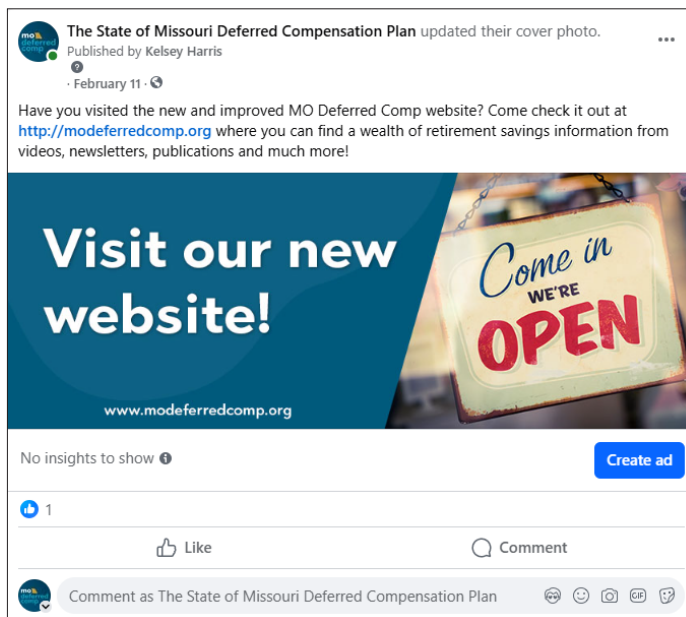 The State of Missouri Deferred Compensation Plan updated their cover photo.
Published by Kelsey Harris
· February 11 ·
Have you visited the new and improved MO Deferred Comp website? Come check it out at
http://modeferredcomp.org where you can find a wealth of retirement savings information from
videos, newsletters, publications and much more!
Visit our new
website!
www.modeferredcomp.org
Come in
WE'RE
OPEN
No insights to show
Create ad
1
Like
Comment
mo
deferred
comp
Comment as The State of Missouri Deferred Compensation Plan
GIF